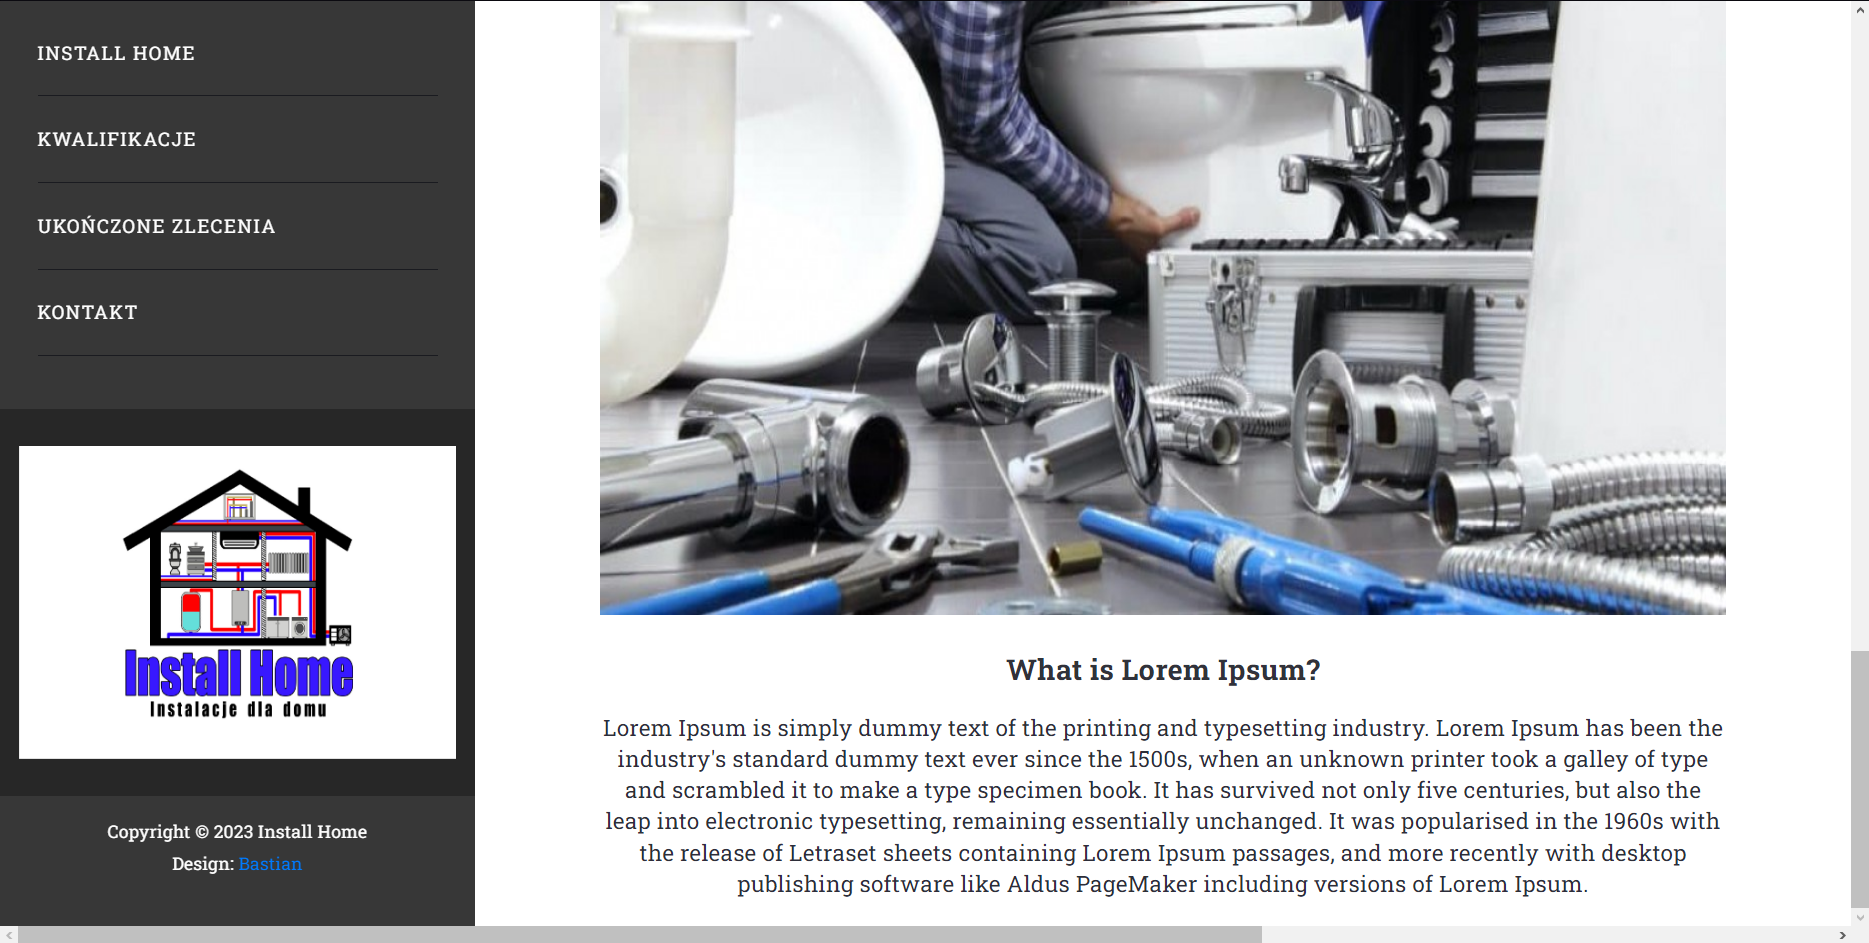 INSTALL HOME
KWALIFIKACJE
UKOŃCZONE ZLECENIA
KONTAKT
Install Home
Instalacje dla domu
Copyright © 2023 Install Home
Design: Bastian
What is Lorem Ipsum?
Lorem Ipsum is simply dummy text of the printing and typesetting industry. Lorem Ipsum has been the
industry's standard dummy text ever since the 1500s, when an unknown printer took a galley of type
and scrambled it to make a type specimen book. It has survived not only five centuries, but also the
leap into electronic typesetting, remaining essentially unchanged. It was popularised in the 1960s with
the release of Letraset sheets containing Lorem Ipsum passages, and more recently with desktop
publishing software like Aldus PageMaker including versions of Lorem Ipsum.